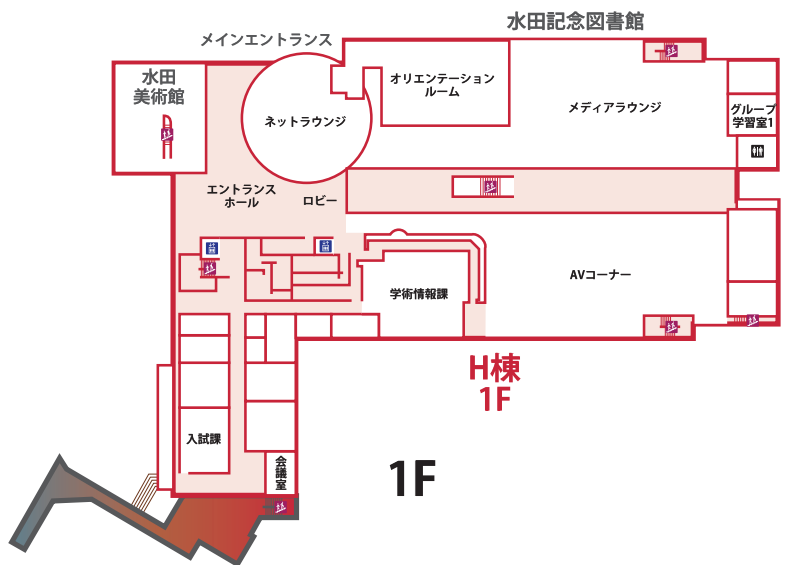 水田記念図書館
メインエントランス
水田
美術館
オリエンテーション
ルーム
メディアラウンジ
グループ
学習室1
ネットラウンジ
エントランス
ホール
ロビー
AVコーナー
学術情報課
H棟
1F
入試課
会議室
1F